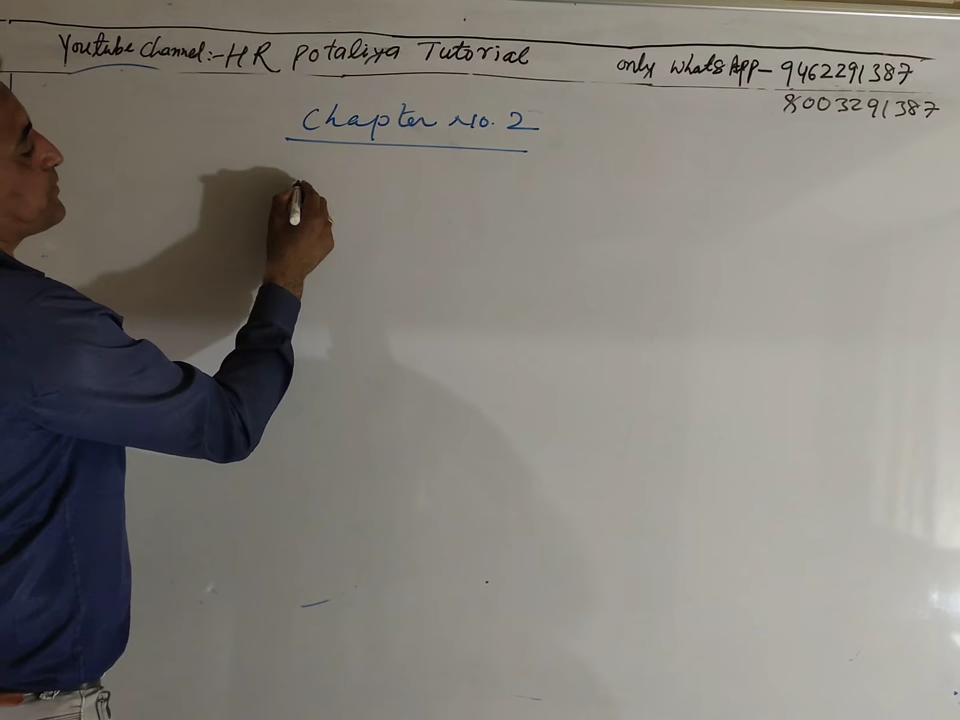 Youtube Channel:- HR Potaliya Tutorial only WhatsApp - 9462291387
8003291387
Chapter No. 2